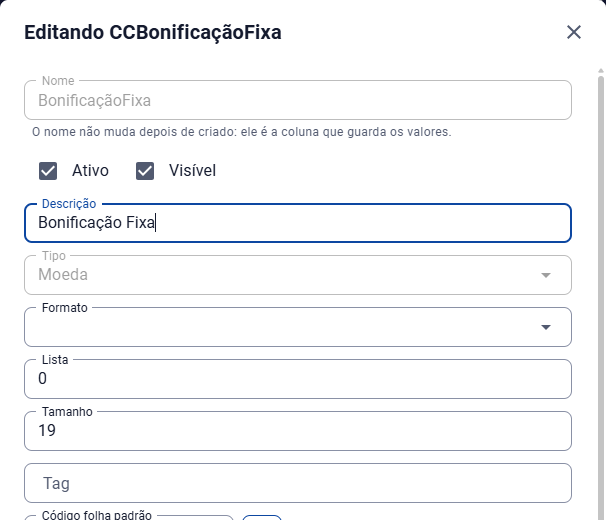 Editando CCBonificaçãoFixa
Nome
BonificaçãoFixa
O nome não muda depois de criado: ele é a coluna que guarda os valores.
Ativo Visível
Descrição
Bonificação Fixa
Tipo
Moeda
Formato
Lista
0
Tamanho
19
Tag
Código folha padrão